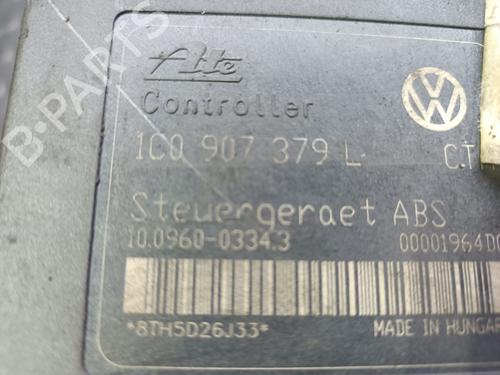 Ate
Controller
1C0 907 379 L C.T
Steuergeraet ABS
10.0960-0334.3 00001964D0
*8TH5D26J33* MADE IN HUNGAR
B-PARTS